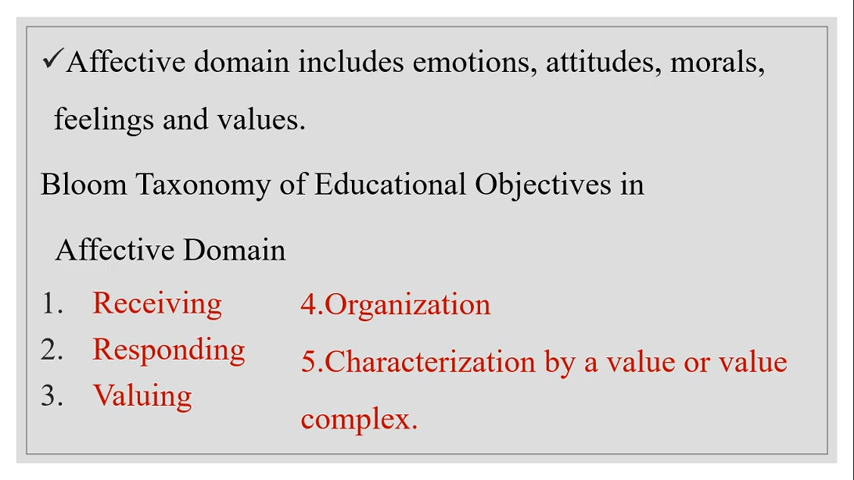 ✓Affective domain includes emotions, attitudes, morals,
feelings and values.
Bloom Taxonomy of Educational Objectives in
Affective Domain
1. Receiving
2. Responding
3. Valuing
4.Organization
5.Characterization by a value or value
complex.